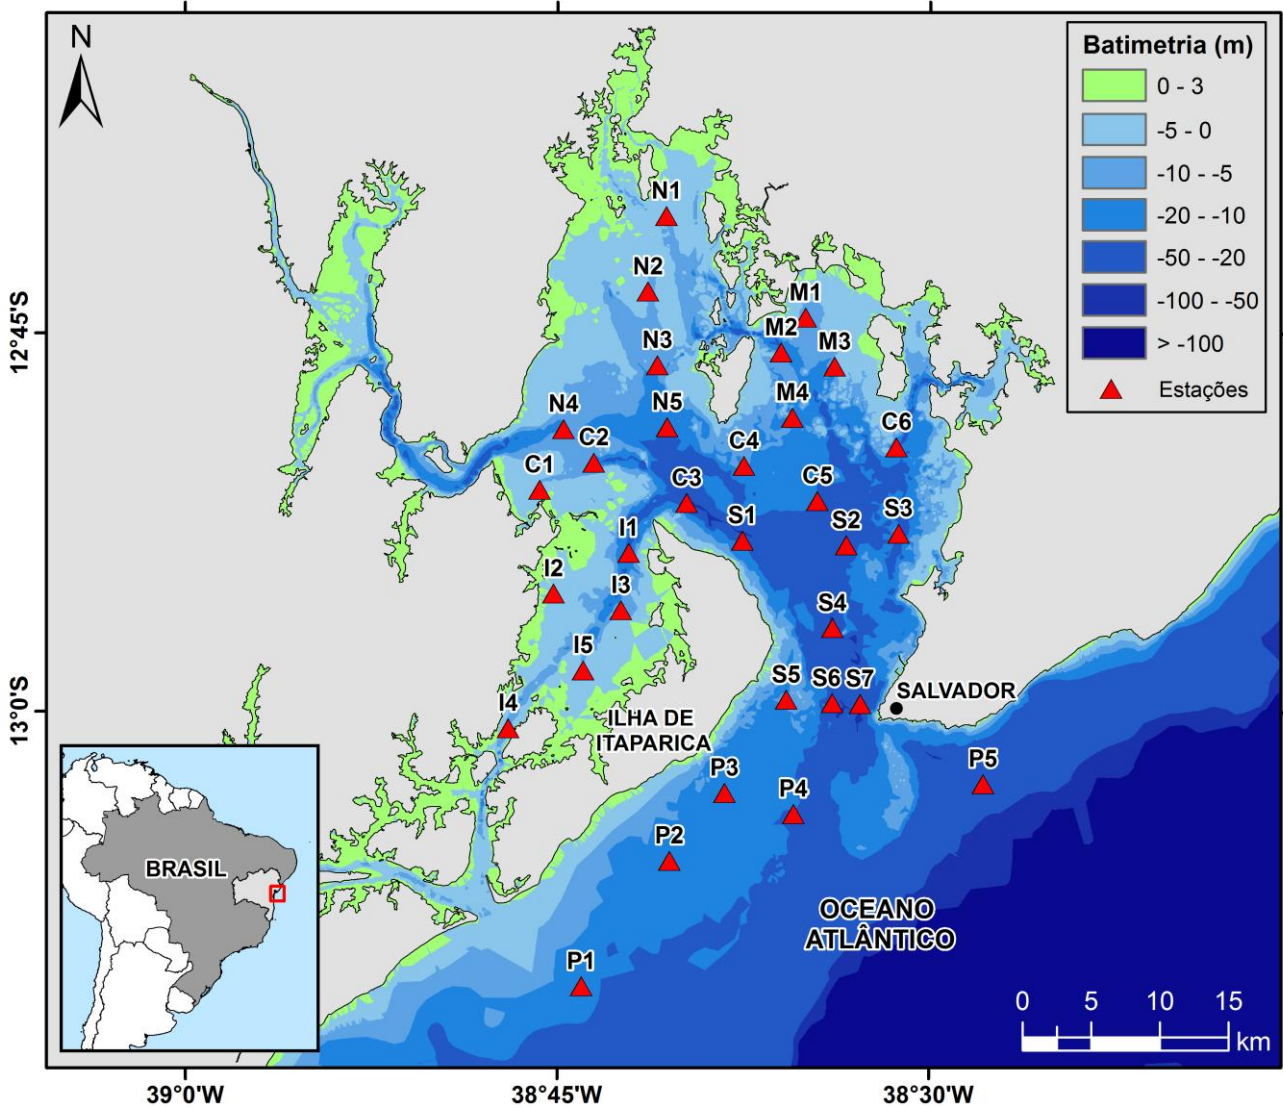 N
Batimetria (m)
0 - 3
-5 - 0
-10 - -5
-20 - -10
-50 - -20
-100 - -50
> -100
Estações
N1
N2
M1
M2
M3
N3
N4
N5
M4
C6
C2
C4
C1
C3
C5
S1
S2
S3
I1
I2
I3
S4
I5
S5
S6
S7
SALVADOR
I4
ILHA DE
ITAPARICA
P3
P4
P5
P2
BRASIL
OCEANO
ATLÂNTICO
P1
0 5 10 15
km
12°45'S
13°0'S
39°0'W
38°45'W
38°30'W